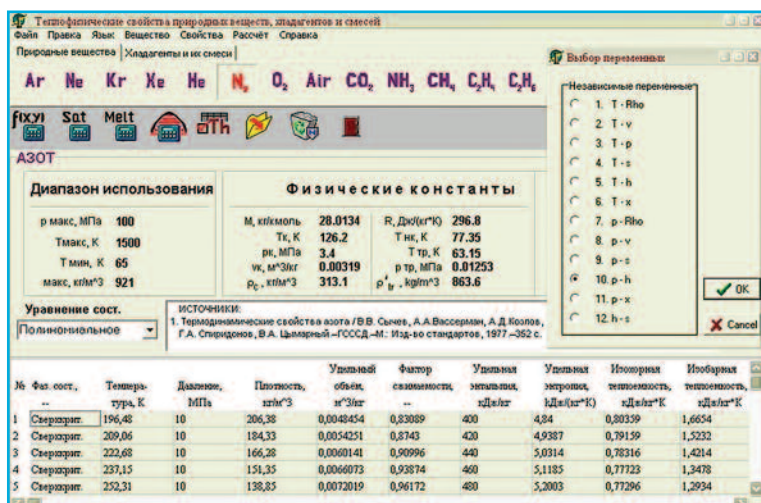 Теплофизические свойства природных веществ, хладагентов и смесей
Файл Правка Язык Вещество Свойства Рассчёт Справка
Природные вещества Хладагенты и их смеси
Ar Ne Kr Xe He N₂ O₂ Air CO₂ NH₃ CH₄ C₂H₄ C₂H₆
f(x,y) Sat Melt Th
АЗОТ
Диапазон использования
p макс, МПа 100
Tмакс, К 1500
T мин, К 65
макс, кг/м^3 921
Физические константы
M, кг/кмоль 28.0134 R, Дж/(кг*К) 296.8
Tк, К 126.2 T нк, К 77.35
pк, МПа 3.4 T тр, К 63.15
vк, м^3/кг 0.00319 p тр, МПа 0.01253
ρc , кг/м^3 313.1 ρ'tr , kg/m^3 863.6
Уравнение сост.
Полиномиальное
ИСТОЧНИКИ:
1. Термодинамические свойства азота / В.В. Сычев, А.А.Вассерман, А.Д.Козлов,
Г.А. Спиридонов, В.А. Цымарный –ГСССД –М.: Изд-во стандартов, 1977 –352 с.
Выбор переменных
Независимые переменные
1. T - Rho
2. T - v
3. T - p
4. T - s
5. T - h
6. T - x
7. p - Rho
8. p - v
9. p - s
10. p - h
11. p - x
12. h - s
OK
Cancel
Удельный Фактор Удельная Удельная Изохорная Изобарная
№ Фаз. сост., Темпера- Давление, Плотность, объём, сжимаемости, энтальпия, энтропия, теплоемкость, теплоемкость,
-- тура, К МПа кг/м^3 м^3/кг -- кДж/кг кДж/(кг*К) кДж/кг*К кДж/кг*К
1 Сверхкрит. 196,48 10 206,38 0,0048454 0,83089 400 4,84 0,80359 1,6654
2 Сверхкрит. 209,06 10 184,33 0,0054251 0,8743 420 4,9387 0,79159 1,5232
3 Сверхкрит. 222,68 10 166,28 0,0060141 0,90996 440 5,0314 0,78316 1,4214
4 Сверхкрит. 237,15 10 151,35 0,0066073 0,93874 460 5,1185 0,77723 1,3478
5 Сверхкрит. 252,31 10 138,85 0,0072019 0,96172 480 5,2003 0,77296 1,2934